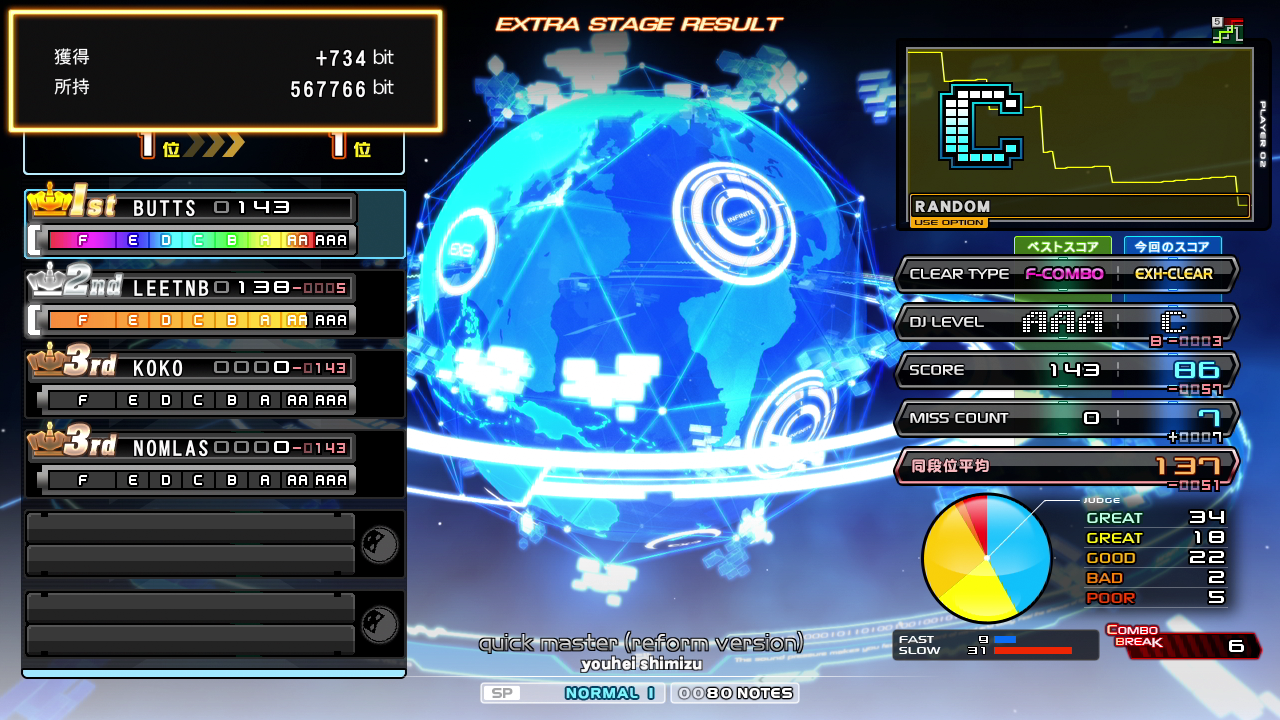 EXTRA STAGE RESULT
獲得 +734 bit
所持 567766 bit
1位 1位
1st BUTTS 0143
F E D C B A AA AAA
2nd LEETNB 0138 -0005
F E D C B A AA AAA
3rd KOKO 0000 -0143
F E D C B A AA AAA
3rd NOMLAS 0000 -0143
F E D C B A AA AAA
INFINITE
5
C
PLAYER 02
RANDOM
USE OPTION
ベストスコア 今回のスコア
CLEAR TYPE F-COMBO EXH-CLEAR
DJ LEVEL AAA C
B -0003
SCORE 143 86
-0057
MISS COUNT 0 7
+0007
同段位平均 137
-0051
JUDGE
GREAT 34
GREAT 18
GOOD 22
BAD 2
POOR 5
FAST 9
SLOW 31
COMBO BREAK 6
quick master (reform version)
youhei shimizu
SP NORMAL 1 0080 NOTES